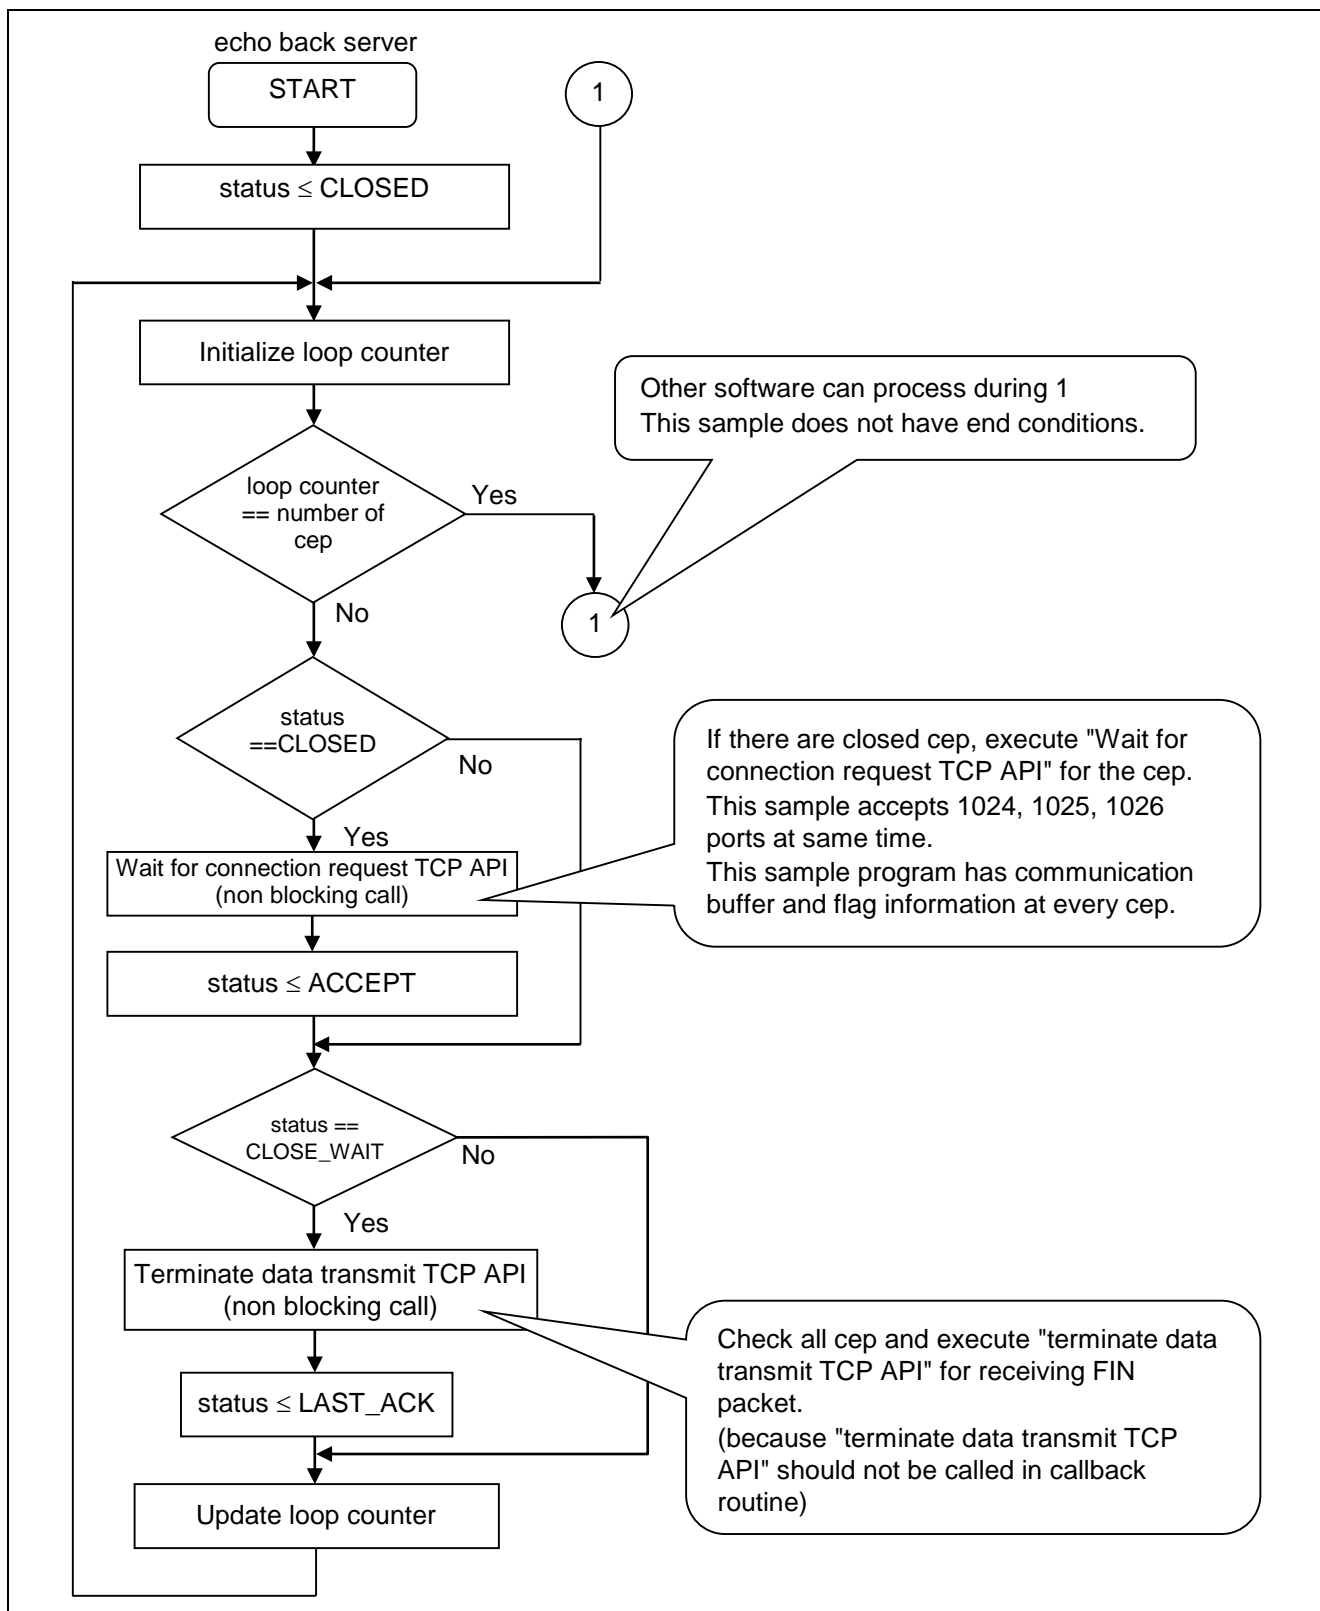 echo back server
START
1
status ≤ CLOSED
Initialize loop counter
Other software can process during 1
This sample does not have end conditions.
loop counter
== number of
cep
Yes
No
1
status
==CLOSED
No
Yes
If there are closed cep, execute "Wait for
connection request TCP API" for the cep.
This sample accepts 1024, 1025, 1026
ports at same time.
This sample program has communication
buffer and flag information at every cep.
Wait for connection request TCP API
(non blocking call)
status ≤ ACCEPT
status ==
CLOSE_WAIT
No
Yes
Terminate data transmit TCP API
(non blocking call)
Check all cep and execute "terminate data
transmit TCP API" for receiving FIN
packet.
(because "terminate data transmit TCP
API" should not be called in callback
routine)
status ≤ LAST_ACK
Update loop counter